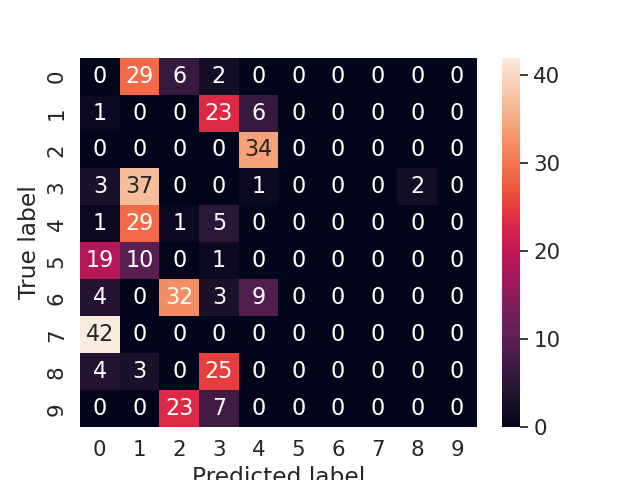 0 0 29 6 2 0 0 0 0 0 0
1 1 0 0 23 6 0 0 0 0 0
2 0 0 0 0 34 0 0 0 0 0
3 3 37 0 0 1 0 0 0 2 0
4 1 29 1 5 0 0 0 0 0 0
5 19 10 0 1 0 0 0 0 0 0
6 4 0 32 3 9 0 0 0 0 0
7 42 0 0 0 0 0 0 0 0 0
8 4 3 0 25 0 0 0 0 0 0
9 0 0 23 7 0 0 0 0 0 0
0 1 2 3 4 5 6 7 8 9
True label
Predicted label
40
30
20
10
0